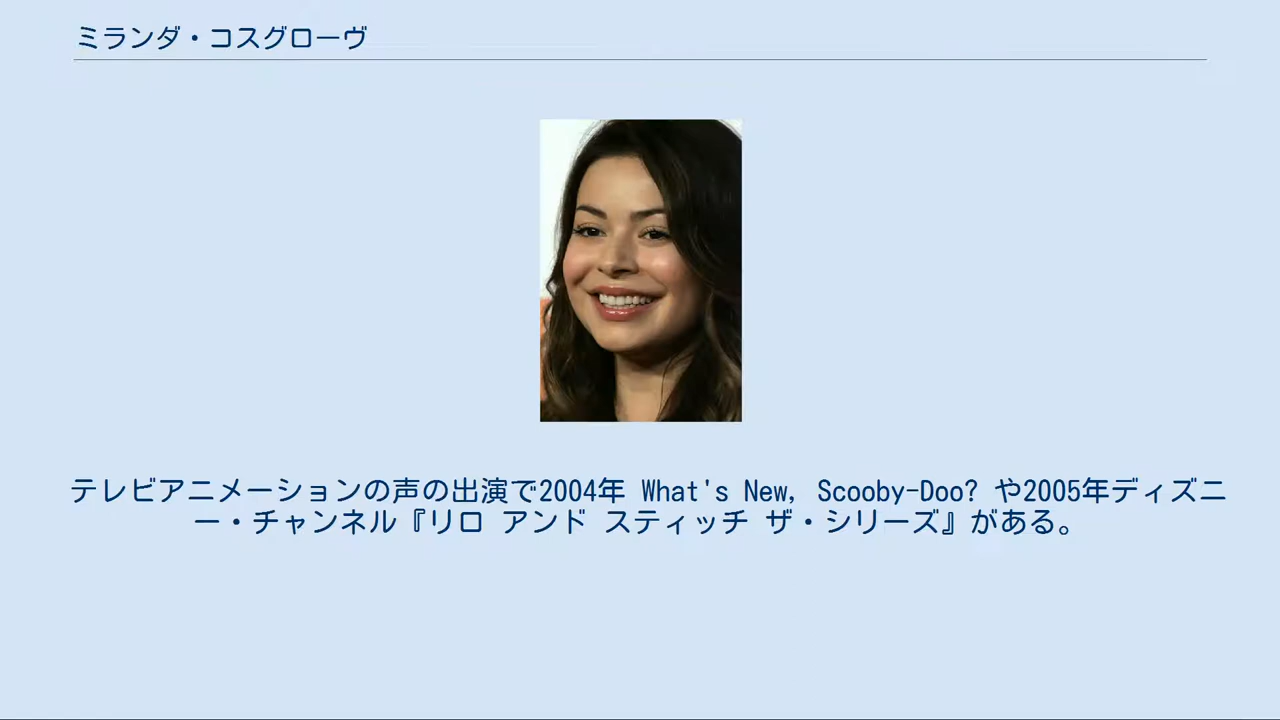 ミランダ・コスグローヴ
テレビアニメーションの声の出演で2004年 What's New, Scooby-Doo? や2005年ディズニ
ー・チャンネル『リロ アンド スティッチ ザ・シリーズ』がある。